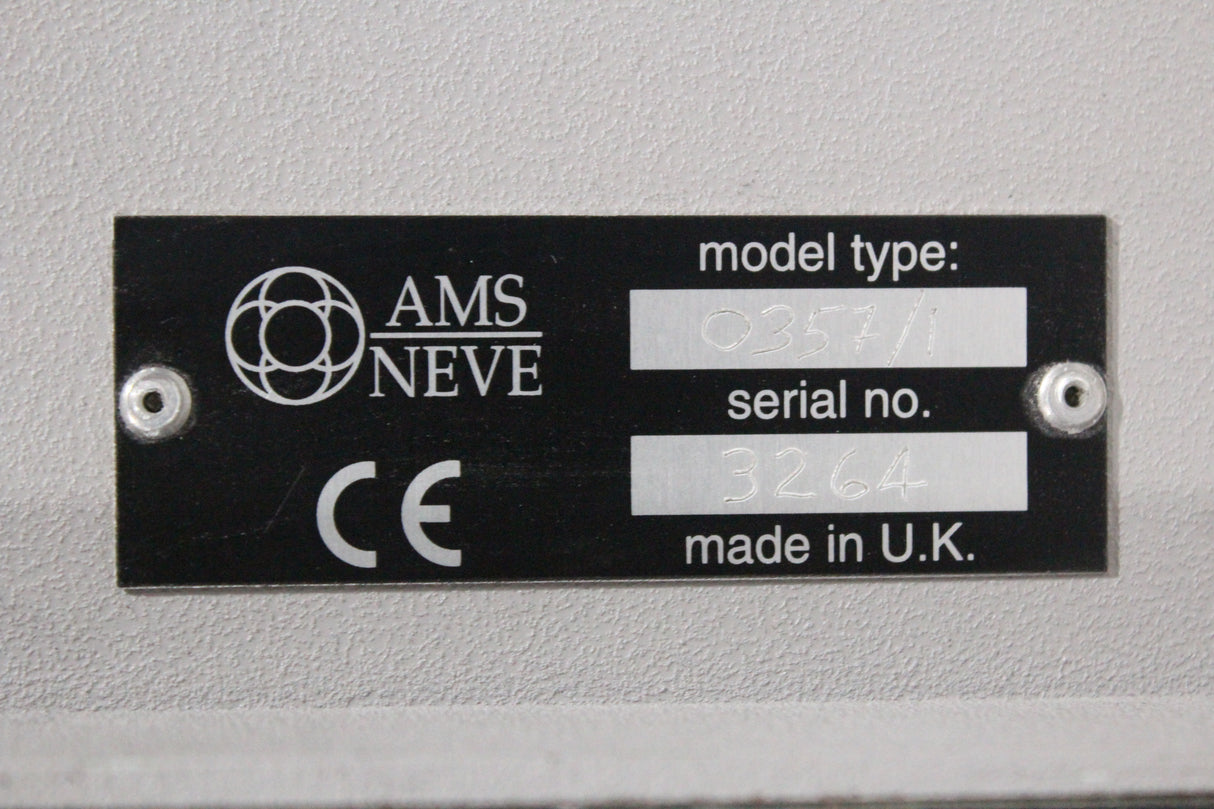 AMS
NEVE
CE
model type:
0357/1
serial no.
3264
made in U.K.